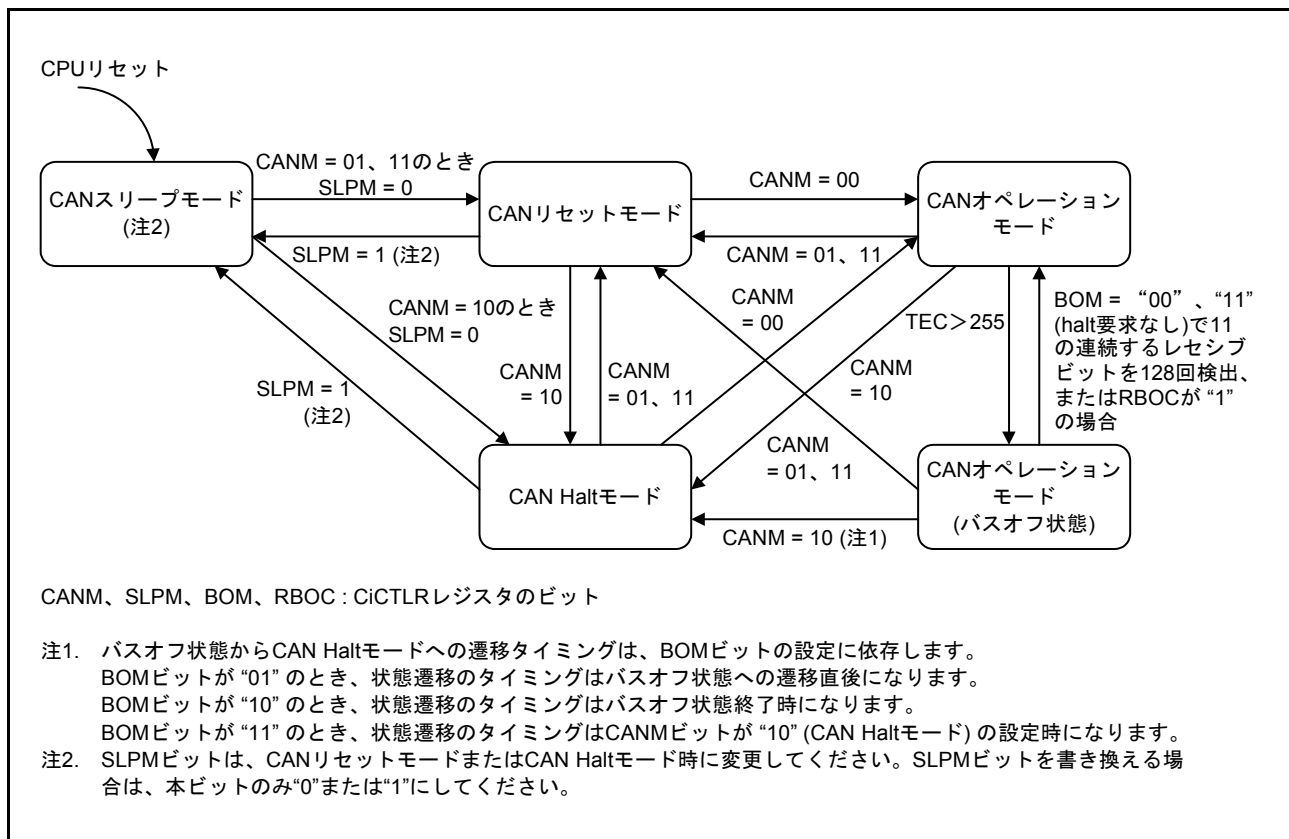 CPUリセット
CANスリープモード
(注2)
CANM = 01、11のとき
SLPM = 0
SLPM = 1 (注2)
CANリセットモード
CANM = 00
CANM = 01、11
CANオペレーション
モード
CANM = 10のとき
SLPM = 0
SLPM = 1
(注2)
CANM
= 10
CANM
= 01、11
CANM
= 00
TEC＞255
CANM
= 10
CANM
= 01、11
BOM = “00”、“11”
(halt要求なし)で11
の連続するレセシブ
ビットを128回検出、
またはRBOCが “1”
の場合
CAN Haltモード
CANM = 10 (注1)
CANオペレーション
モード
(バスオフ状態)
CANM、SLPM、BOM、RBOC : CiCTLRレジスタのビット
注1. バスオフ状態からCAN Haltモードへの遷移タイミングは、BOMビットの設定に依存します。
BOMビットが “01” のとき、状態遷移のタイミングはバスオフ状態への遷移直後になります。
BOMビットが “10” のとき、状態遷移のタイミングはバスオフ状態終了時になります。
BOMビットが “11” のとき、状態遷移のタイミングはCANMビットが “10” (CAN Haltモード) の設定時になります。
注2. SLPMビットは、CANリセットモードまたはCAN Haltモード時に変更してください。SLPMビットを書き換える場
合は、本ビットのみ“0”または“1”にしてください。